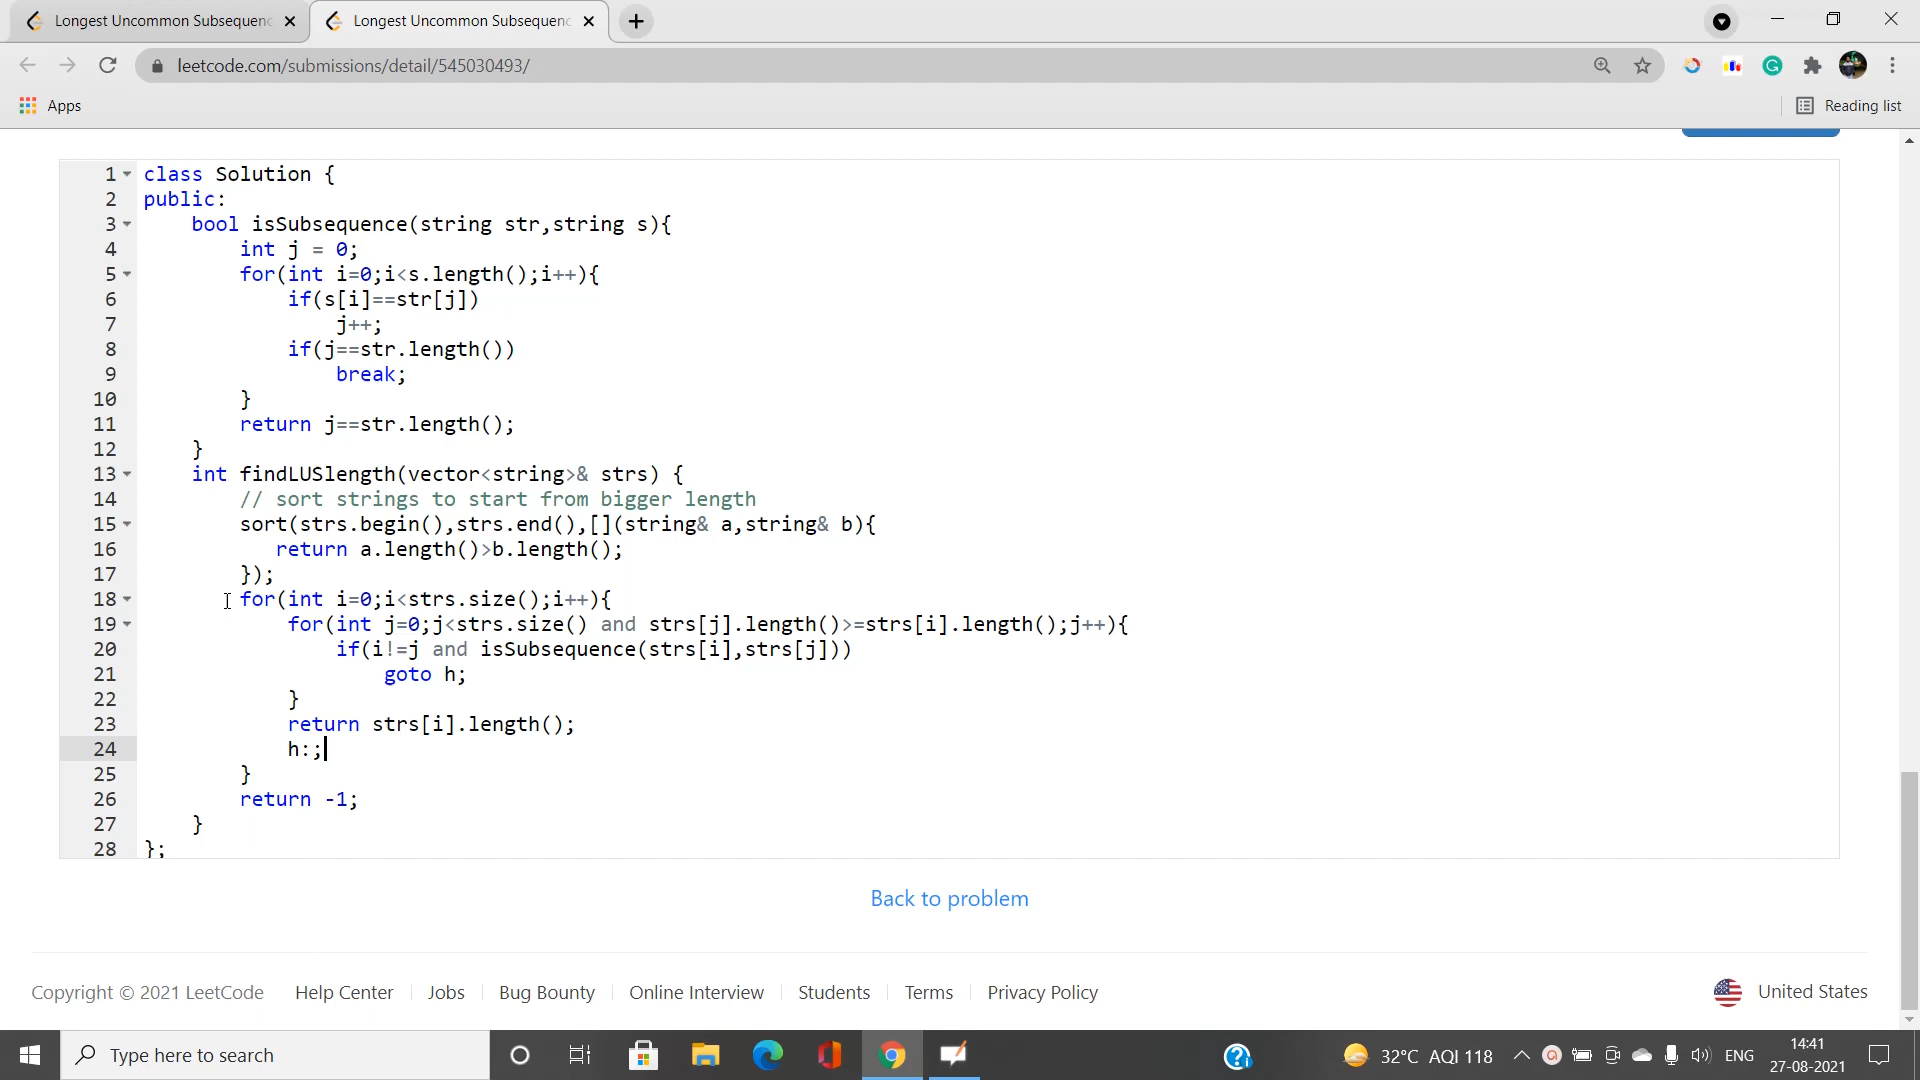 Longest Uncommon Subsequenc
Longest Uncommon Subsequenc
leetcode.com/submissions/detail/545030493/
Apps
Reading list
1 class Solution {
2 public:
3 bool isSubsequence(string str,string s){
4 int j = 0;
5 for(int i=0;i<s.length();i++){
6 if(s[i]==str[j])
7 j++;
8 if(j==str.length())
9 break;
10 }
11 return j==str.length();
12 }
13 int findLUSlength(vector<string>& strs) {
14 // sort strings to start from bigger length
15 sort(strs.begin(),strs.end(),[](string& a,string& b){
16 return a.length()>b.length();
17 });
18 for(int i=0;i<strs.size();i++){
19 for(int j=0;j<strs.size() and strs[j].length()>=strs[i].length();j++){
20 if(i!=j and isSubsequence(strs[i],strs[j]))
21 goto h;
22 }
23 return strs[i].length();
24 h:;
25 }
26 return -1;
27 }
28 };
Back to problem
Copyright © 2021 LeetCode Help Center Jobs Bug Bounty Online Interview Students Terms Privacy Policy United States
Type here to search 32°C AQI 118 ENG 14:41
27-08-2021